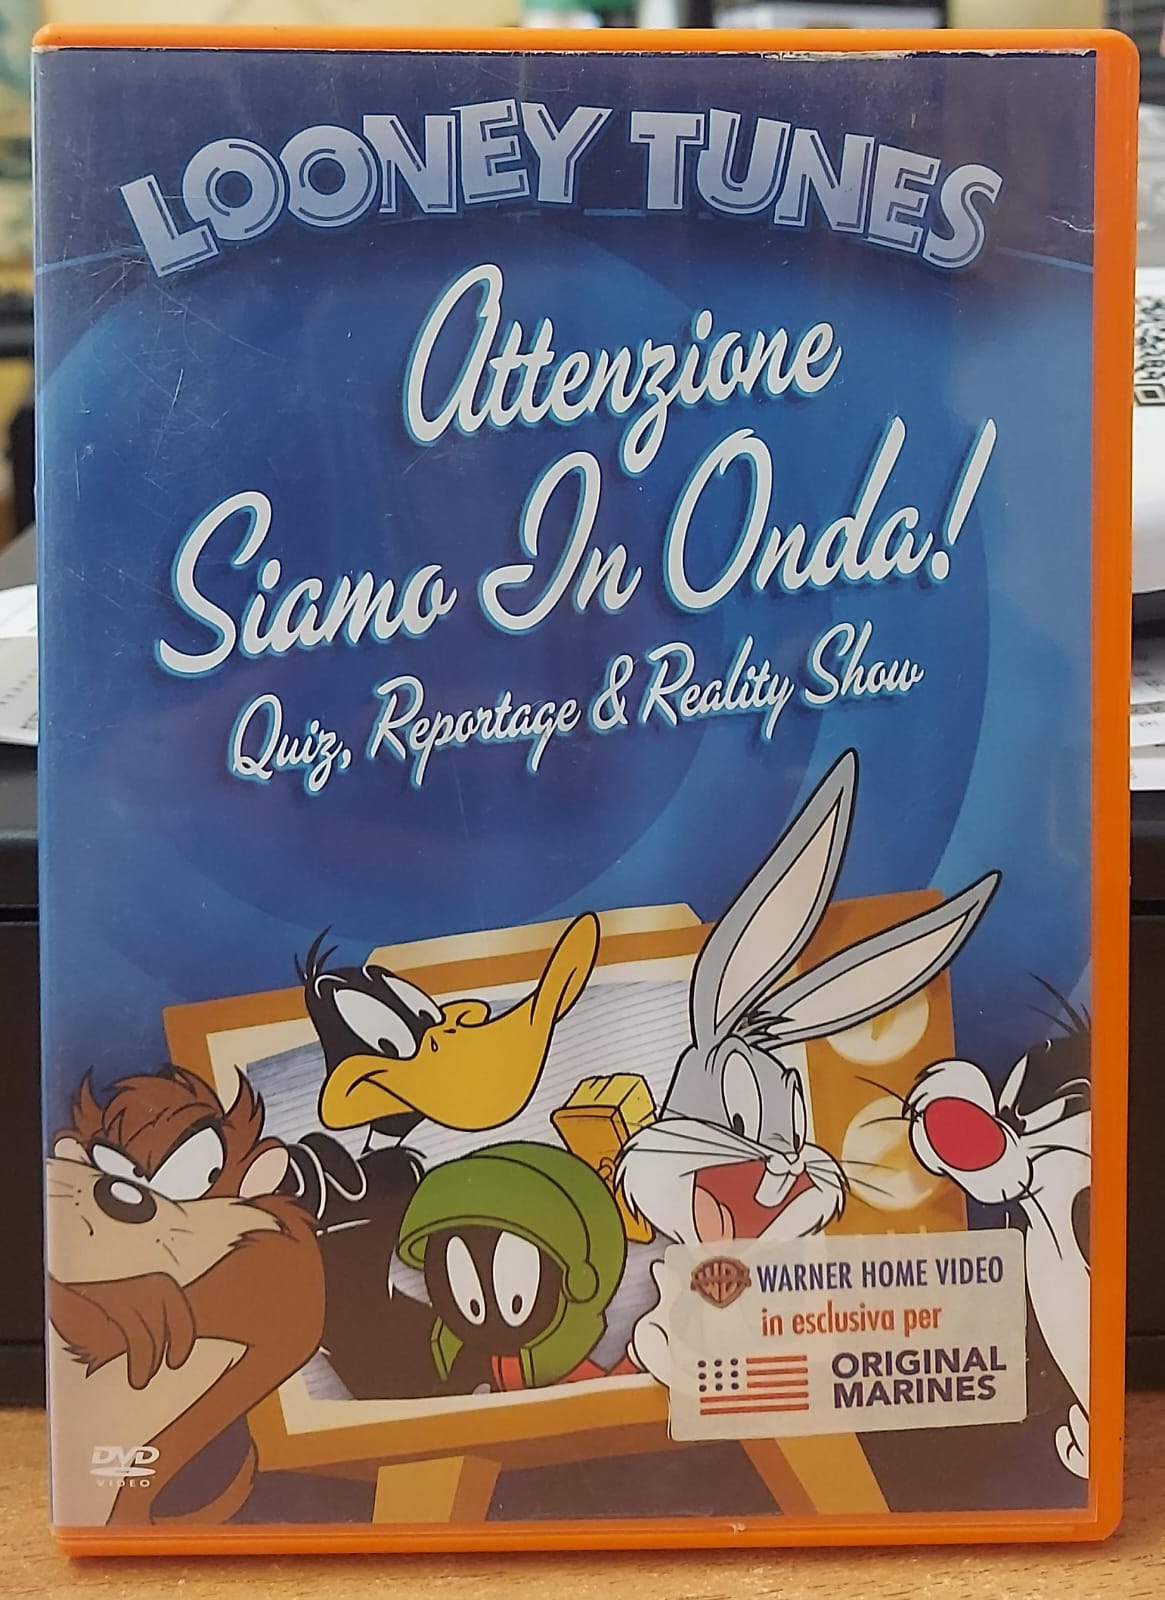 LOONEY TUNES
Attenzione
Siamo In Onda!
Quiz, Reportage & Reality Show
WB WARNER HOME VIDEO
in esclusiva per
ORIGINAL
MARINES
DVD
VIDEO